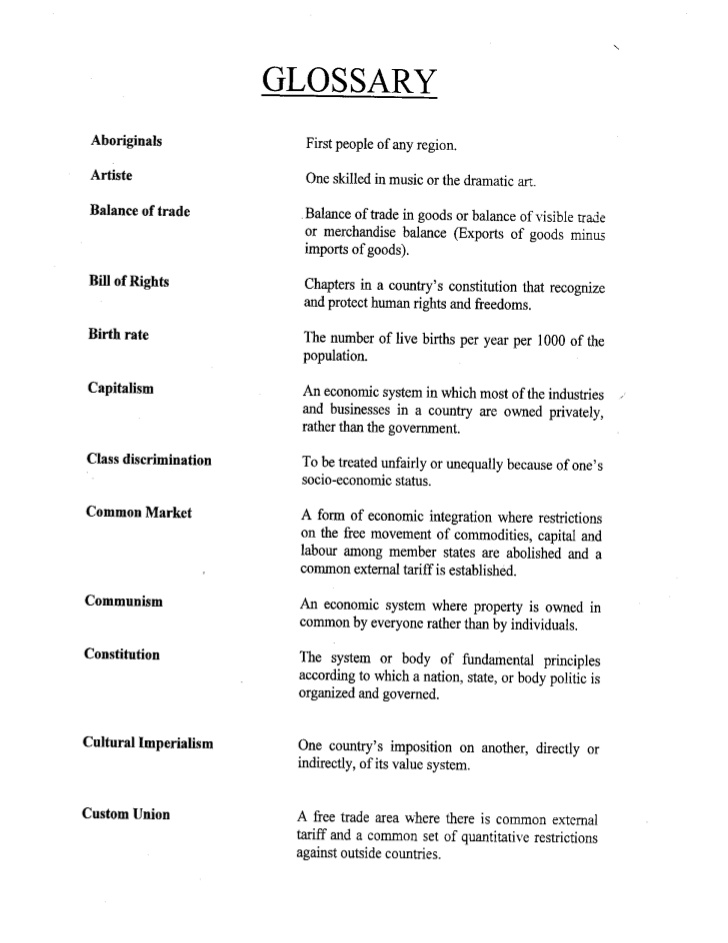 GLOSSARY
Aboriginals
First people of any region.
Artiste
One skilled in music or the dramatic art.
Balance of trade
Balance of trade in goods or balance of visible trade
or merchandise balance (Exports of goods minus
imports of goods).
Bill of Rights
Chapters in a country's constitution that recognize
and protect human rights and freedoms.
Birth rate
The number of live births per year per 1000 of the
population.
Capitalism
An economic system in which most of the industries
and businesses in a country are owned privately,
rather than the government.
Class discrimination
To be treated unfairly or unequally because of one's
socio-economic status.
Common Market
A form of economic integration where restrictions
on the free movement of commodities, capital and
labour among member states are abolished and a
common external tariff is established.
Communism
An economic system where property is owned in
common by everyone rather than by individuals.
Constitution
The system or body of fundamental principles
according to which a nation, state, or body politic is
organized and governed.
Cultural Imperialism
One country's imposition on another, directly or
indirectly, of its value system.
Custom Union
A free trade area where there is common external
tariff and a common set of quantitative restrictions
against outside countries.